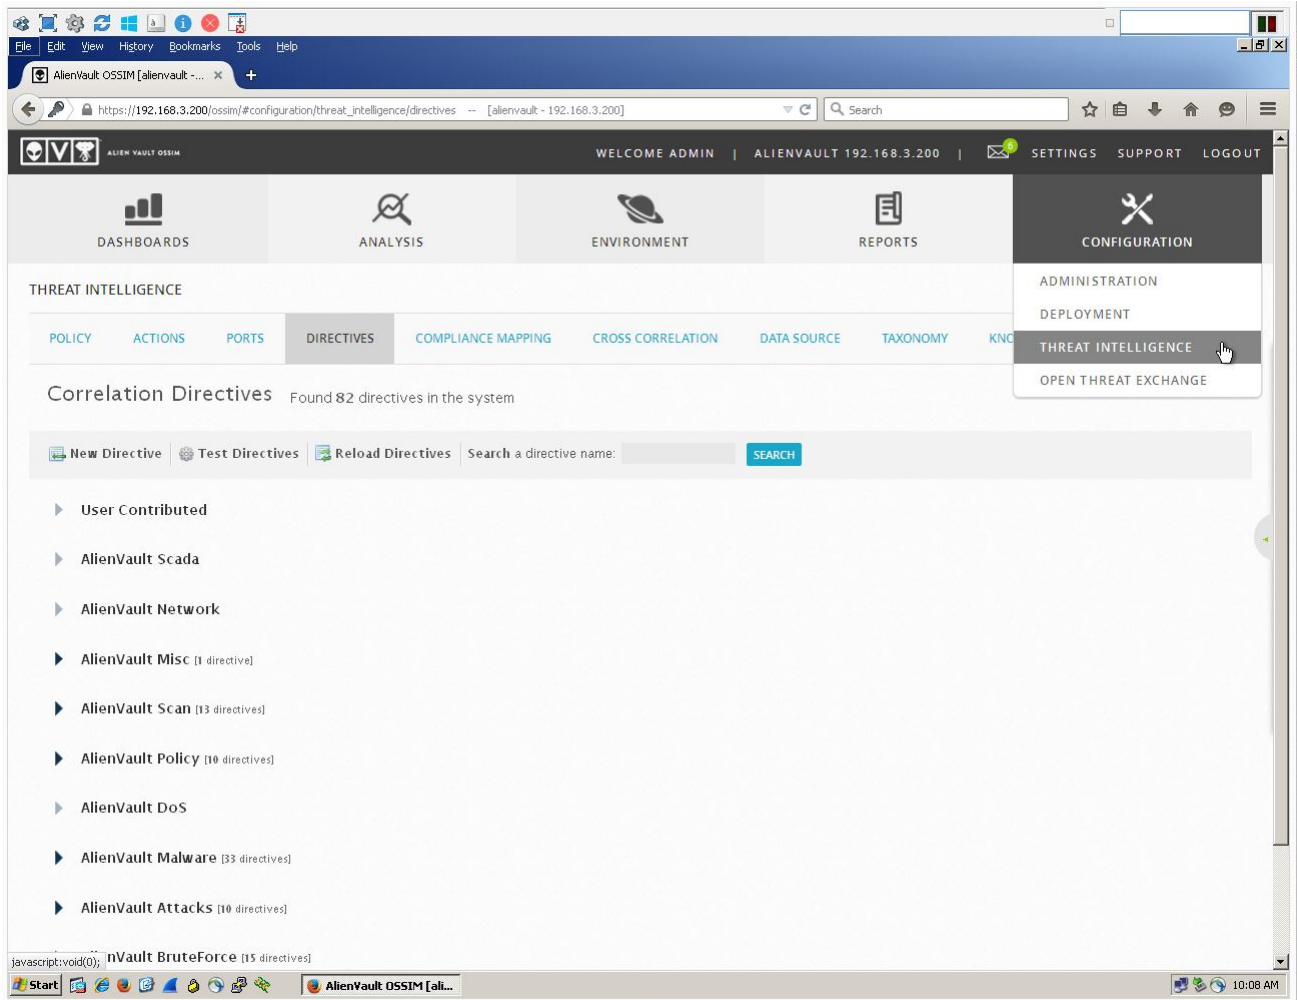 File Edit View History Bookmarks Tools Help
AlienVault OSSIM [alienvault -... × +
https://192.168.3.200/ossim/#configuration/threat_intelligence/directives -- [alienvault - 192.168.3.200] Search
AV ALIEN VAULT OSSIM WELCOME ADMIN | ALIENVAULT 192.168.3.200 | 6 SETTINGS SUPPORT LOGOUT
DASHBOARDS ANALYSIS ENVIRONMENT REPORTS CONFIGURATION
ADMINISTRATION
DEPLOYMENT
THREAT INTELLIGENCE
OPEN THREAT EXCHANGE
THREAT INTELLIGENCE
POLICY ACTIONS PORTS DIRECTIVES COMPLIANCE MAPPING CROSS CORRELATION DATA SOURCE TAXONOMY KNO
Correlation Directives Found 82 directives in the system
New Directive Test Directives Reload Directives Search a directive name: SEARCH
User Contributed
AlienVault Scada
AlienVault Network
AlienVault Misc [1 directive]
AlienVault Scan [13 directives]
AlienVault Policy [10 directives]
AlienVault DoS
AlienVault Malware [33 directives]
AlienVault Attacks [10 directives]
nVault BruteForce [15 directives]
javascript:void(0);
Start AlienVault OSSIM [ali... 10:08 AM